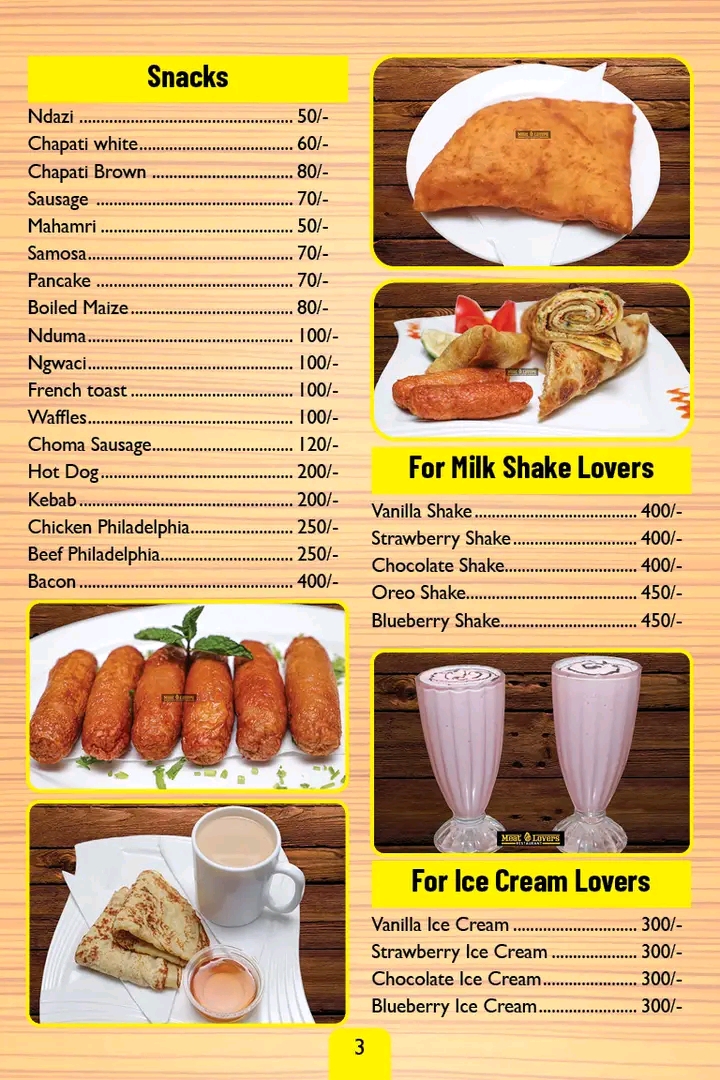 Snacks
Ndazi ............................................. 50/-
Chapati white................................ 60/-
Chapati Brown .............................. 80/-
Sausage .......................................... 70/-
Mahamri ......................................... 50/-
Samosa............................................ 70/-
Pancake .......................................... 70/-
Boiled Maize................................... 80/-
Nduma............................................ 100/-
Ngwaci............................................ 100/-
French toast ................................... 100/-
Waffles............................................ 100/-
Choma Sausage.............................. 120/-
Hot Dog......................................... 200/-
Kebab ............................................. 200/-
Chicken Philadelphia...................... 250/-
Beef Philadelphia............................ 250/-
Bacon ............................................. 400/-
Meat Lovers
For Milk Shake Lovers
Vanilla Shake .................................. 400/-
Strawberry Shake.......................... 400/-
Chocolate Shake............................ 400/-
Oreo Shake.................................... 450/-
Blueberry Shake............................. 450/-
Meat Lovers
RESTAURANT
For Ice Cream Lovers
Vanilla Ice Cream .......................... 300/-
Strawberry Ice Cream .................. 300/-
Chocolate Ice Cream.................... 300/-
Blueberry Ice Cream..................... 300/-
3